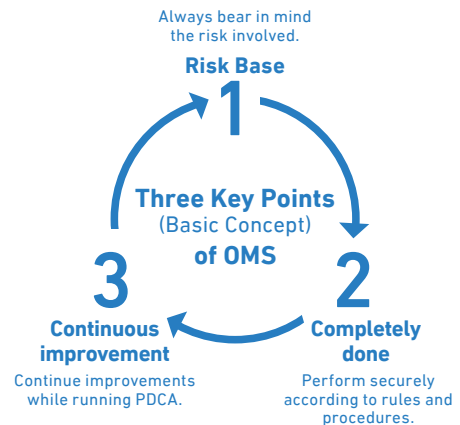 Always bear in mind
the risk involved.
Risk Base
1
Three Key Points
(Basic Concept)
of OMS
2
Completely
done
Perform securely
according to rules and
procedures.
3
Continuous
improvement
Continue improvements
while running PDCA.